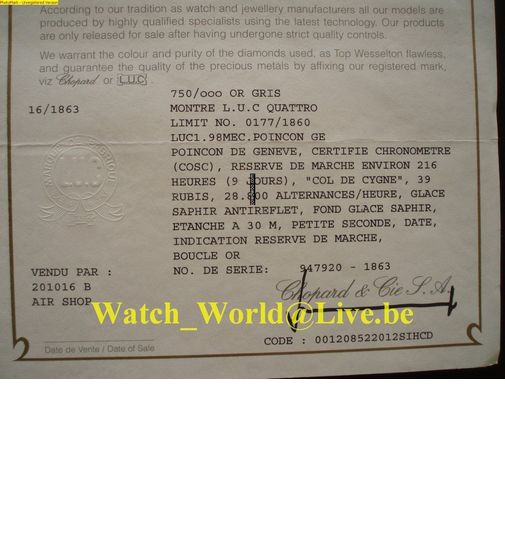 According to our tradition as watch and jewellery manufacturers all our models are
produced by highly qualified specialists using the latest technology. Our products
are only released for sale after having undergone strict quality controls.
We warrant the colour and purity of the diamonds used, as Top Wesselton flawless,
and guarantee the quality of the precious metals by affixing our registered mark,
viz Chopard or L.U.C
750/ooo OR GRIS
16/1863 MONTRE L.U.C QUATTRO
LIMIT NO. 0177/1860
LUC1.98MEC.POINCON GE
POINCON DE GENEVE, CERTIFIE CHRONOMETRE
(COSC), RESERVE DE MARCHE ENVIRON 216
HEURES (9 JOURS), "COL DE CYGNE", 39
RUBIS, 28.800 ALTERNANCES/HEURE, GLACE
SAPHIR ANTIREFLET, FOND GLACE SAPHIR,
ETANCHE A 30 M, PETITE SECONDE, DATE,
INDICATION RESERVE DE MARCHE,
BOUCLE OR
VENDU PAR : NO. DE SERIE: 947920 - 1863
201016 B
AIR SHOP
Chopard & Cie S.A.
Watch_World@Live.be
CODE : 001208522012SIHCD
Date de Vente / Date of Sale